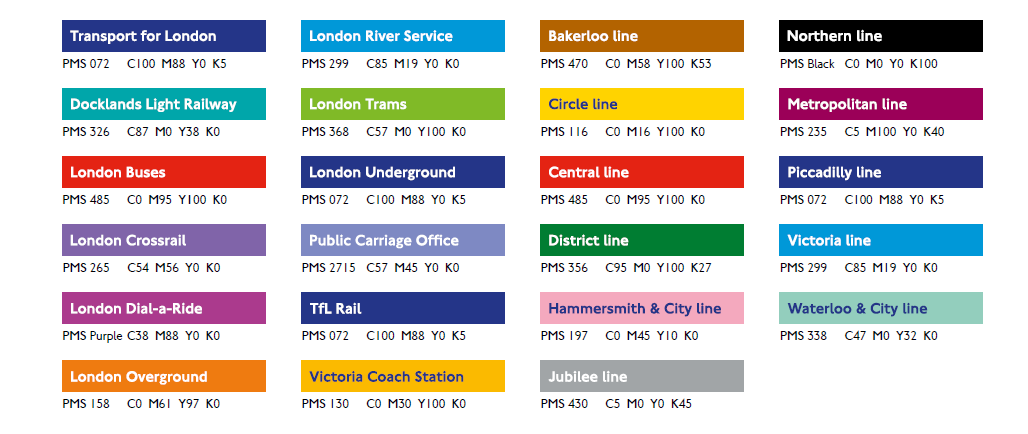 Transport for London
PMS 072 C100 M88 Y0 K5
Docklands Light Railway
PMS 326 C87 M0 Y38 K0
London Buses
PMS 485 C0 M95 Y100 K0
London Crossrail
PMS 265 C54 M56 Y0 K0
London Dial-a-Ride
PMS Purple C38 M88 Y0 K0
London Overground
PMS 158 C0 M61 Y97 K0
London River Service
PMS 299 C85 M19 Y0 K0
London Trams
PMS 368 C57 M0 Y100 K0
London Underground
PMS 072 C100 M88 Y0 K5
Public Carriage Office
PMS 2715 C57 M45 Y0 K0
TfL Rail
PMS 072 C100 M88 Y0 K5
Victoria Coach Station
PMS 130 C0 M30 Y100 K0
Bakerloo line
PMS 470 C0 M58 Y100 K53
Circle line
PMS 116 C0 M16 Y100 K0
Central line
PMS 485 C0 M95 Y100 K0
District line
PMS 356 C95 M0 Y100 K27
Hammersmith & City line
PMS 197 C0 M45 Y10 K0
Jubilee line
PMS 430 C5 M0 Y0 K45
Northern line
PMS Black C0 M0 Y0 K100
Metropolitan line
PMS 235 C5 M100 Y0 K40
Piccadilly line
PMS 072 C100 M88 Y0 K5
Victoria line
PMS 299 C85 M19 Y0 K0
Waterloo & City line
PMS 338 C47 M0 Y32 K0